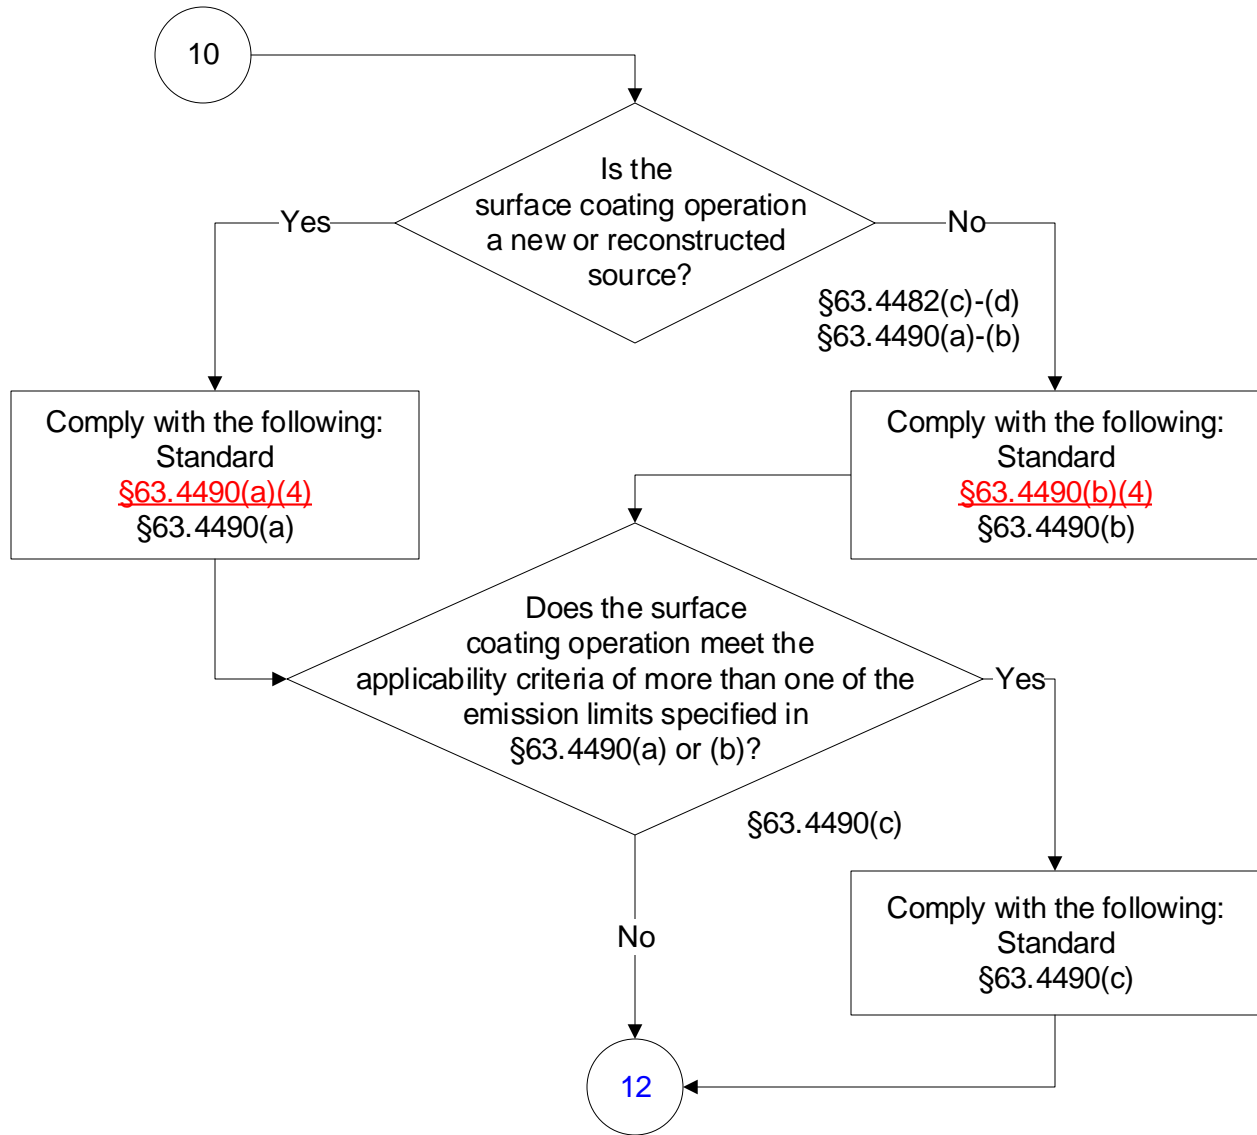 10
Is the
surface coating operation
a new or reconstructed
source?
Yes
No
§63.4482(c)-(d)
§63.4490(a)-(b)
Comply with the following:
Standard
§63.4490(a)(4)
§63.4490(a)
Comply with the following:
Standard
§63.4490(b)(4)
§63.4490(b)
Does the surface
coating operation meet the
applicability criteria of more than one of the
emission limits specified in
§63.4490(a) or (b)?
Yes
§63.4490(c)
No
Comply with the following:
Standard
§63.4490(c)
12